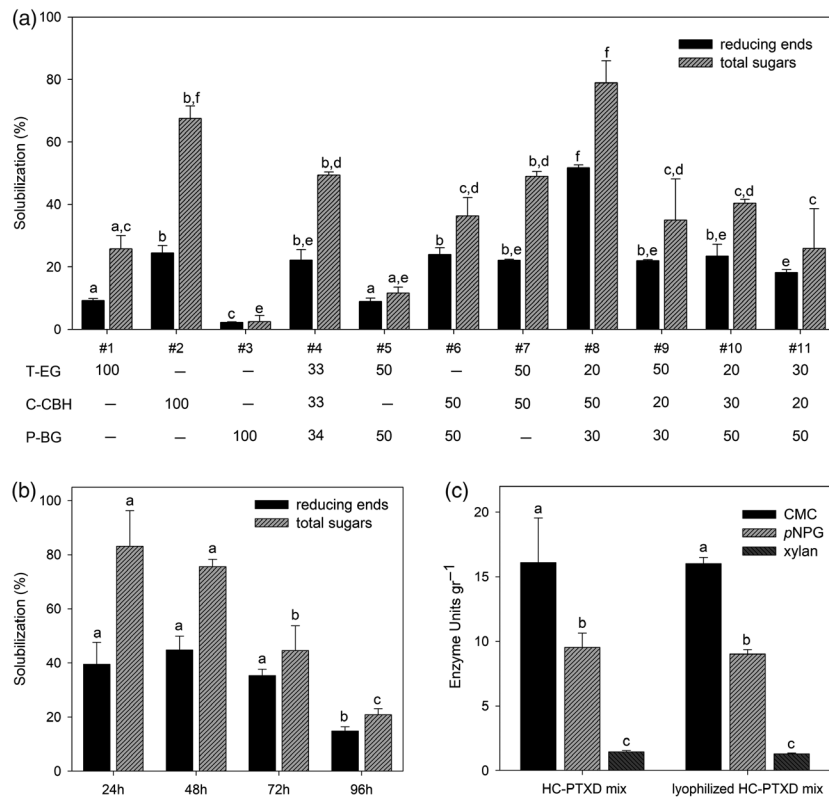 (a)
100
80
60
40
20
0
Solubilization (%)
reducing ends
total sugars
a a,c b b,f c e b,e b,d a a,e b c,d b,e b,d f f b,e c,d b,e c,d e c
#1 #2 #3 #4 #5 #6 #7 #8 #9 #10 #11
T-EG 100 — — 33 50 — 50 20 50 20 30
C-CBH — 100 — 33 — 50 50 50 20 30 20
P-BG — — 100 34 50 50 — 30 30 50 50
(b)
100
80
60
40
20
0
Solubilization (%)
reducing ends
total sugars
a a a a a b b c
24h 48h 72h 96h
(c)
20
15
10
5
0
Enzyme Units gr⁻¹
CMC
pNPG
xylan
a b c a b c
HC-PTXD mix lyophilized HC-PTXD mix